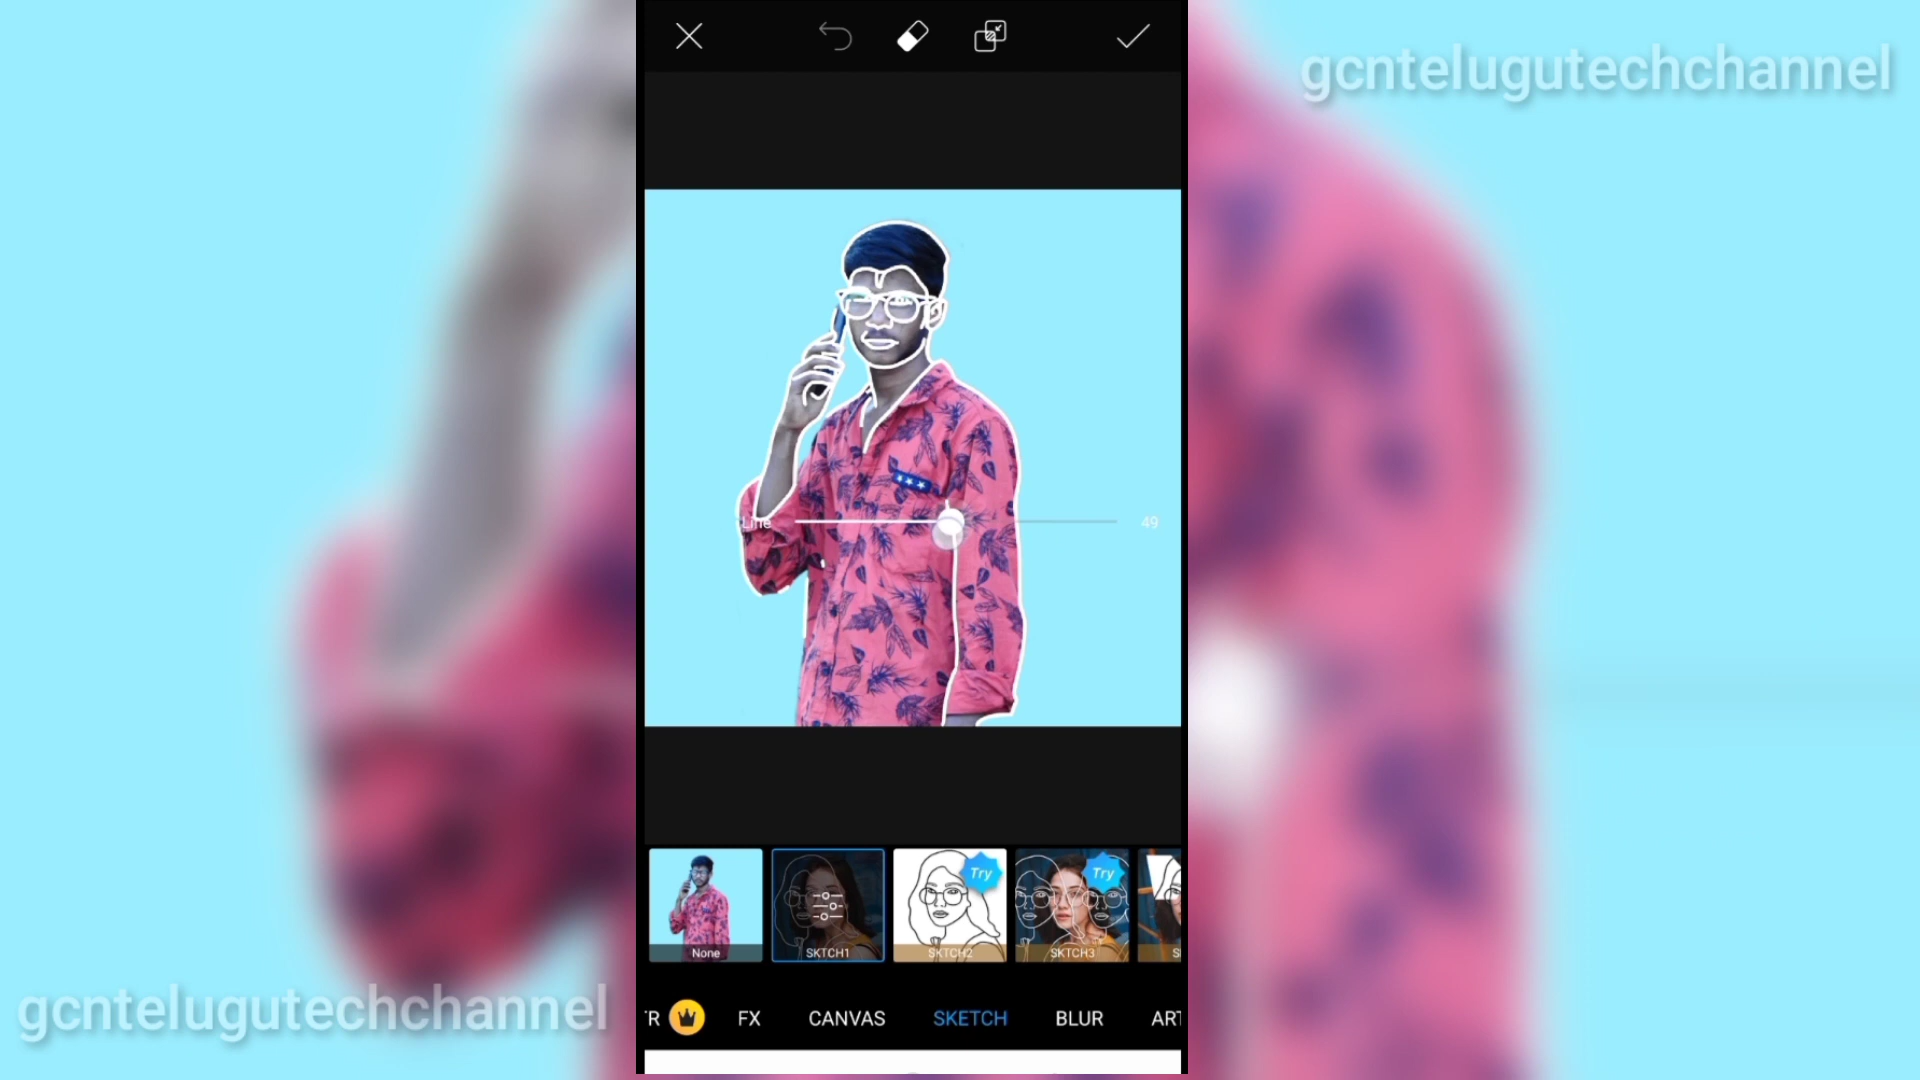 gcntelugutechchannel
Line 49
Try
Try
None
SKTCH1
SKTCH2
SKTCH3
FX
CANVAS
SKETCH
BLUR
gcntelugutechchannel